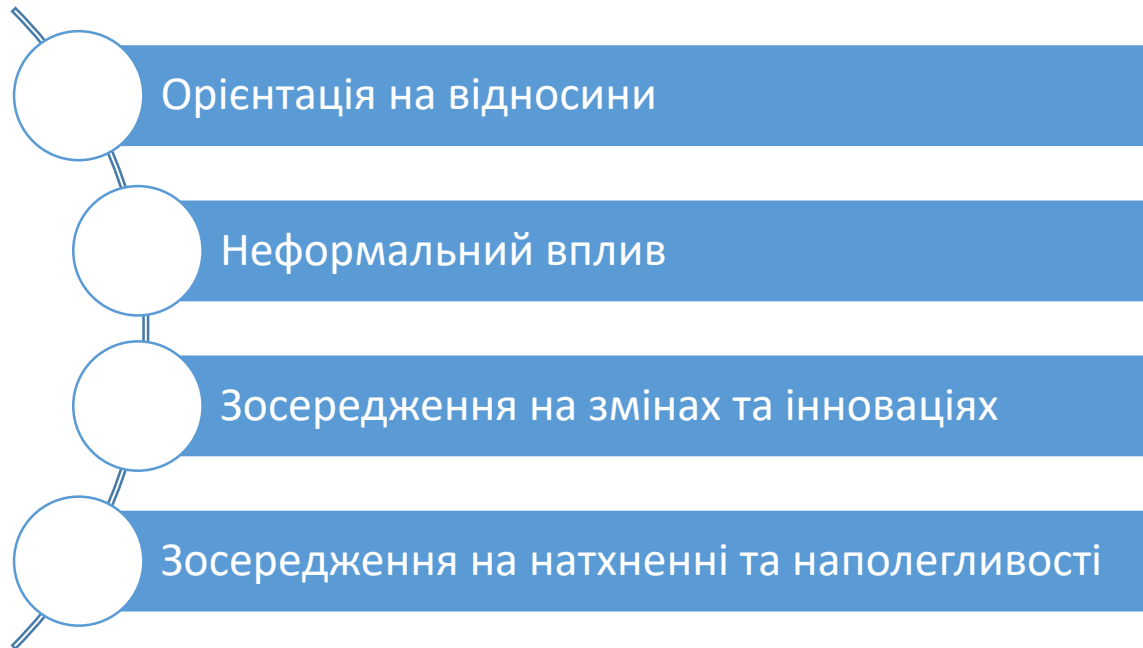 Орієнтація на відносини
Неформальний вплив
Зосередження на змінах та інноваціях
Зосередження на натхненні та наполегливості